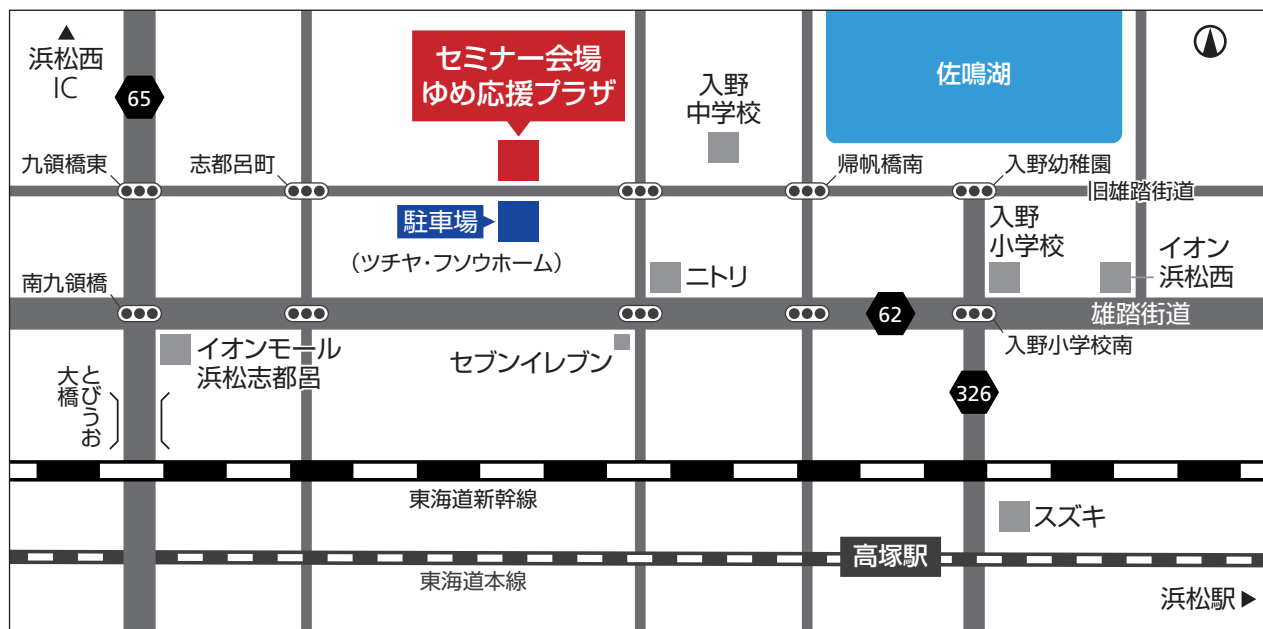 浜松西
IC
65
セミナー会場
ゆめ応援プラザ
入野
中学校
佐鳴湖
九領橋東
志都呂町
帰帆橋南
入野幼稚園
旧雄踏街道
駐車場
(ツチヤ・フソウホーム)
入野
小学校
イオン
浜松西
南九領橋
ニトリ
62
雄踏街道
イオンモール
浜松志都呂
セブンイレブン
入野小学校南
とびうお
大橋
326
東海道新幹線
スズキ
東海道本線
高塚駅
浜松駅